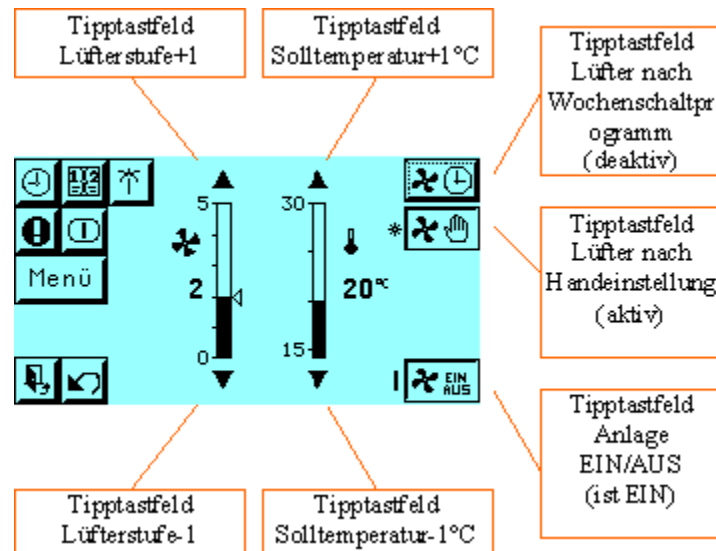 Tipptastfeld
Lüfterstufe+1
Tipptastfeld
Solltemperatur+1°C
Tipptastfeld
Lüfter nach
Wochenschaltpr
ogramm
(deaktiv)
5
30
Menü
2
20°C
0
15
EIN
AUS
Tipptastfeld
Lüfter nach
Handeinstellung
(aktiv)
Tipptastfeld
Anlage
EIN/AUS
(ist EIN)
Tipptastfeld
Lüfterstufe-1
Tipptastfeld
Solltemperatur-1°C